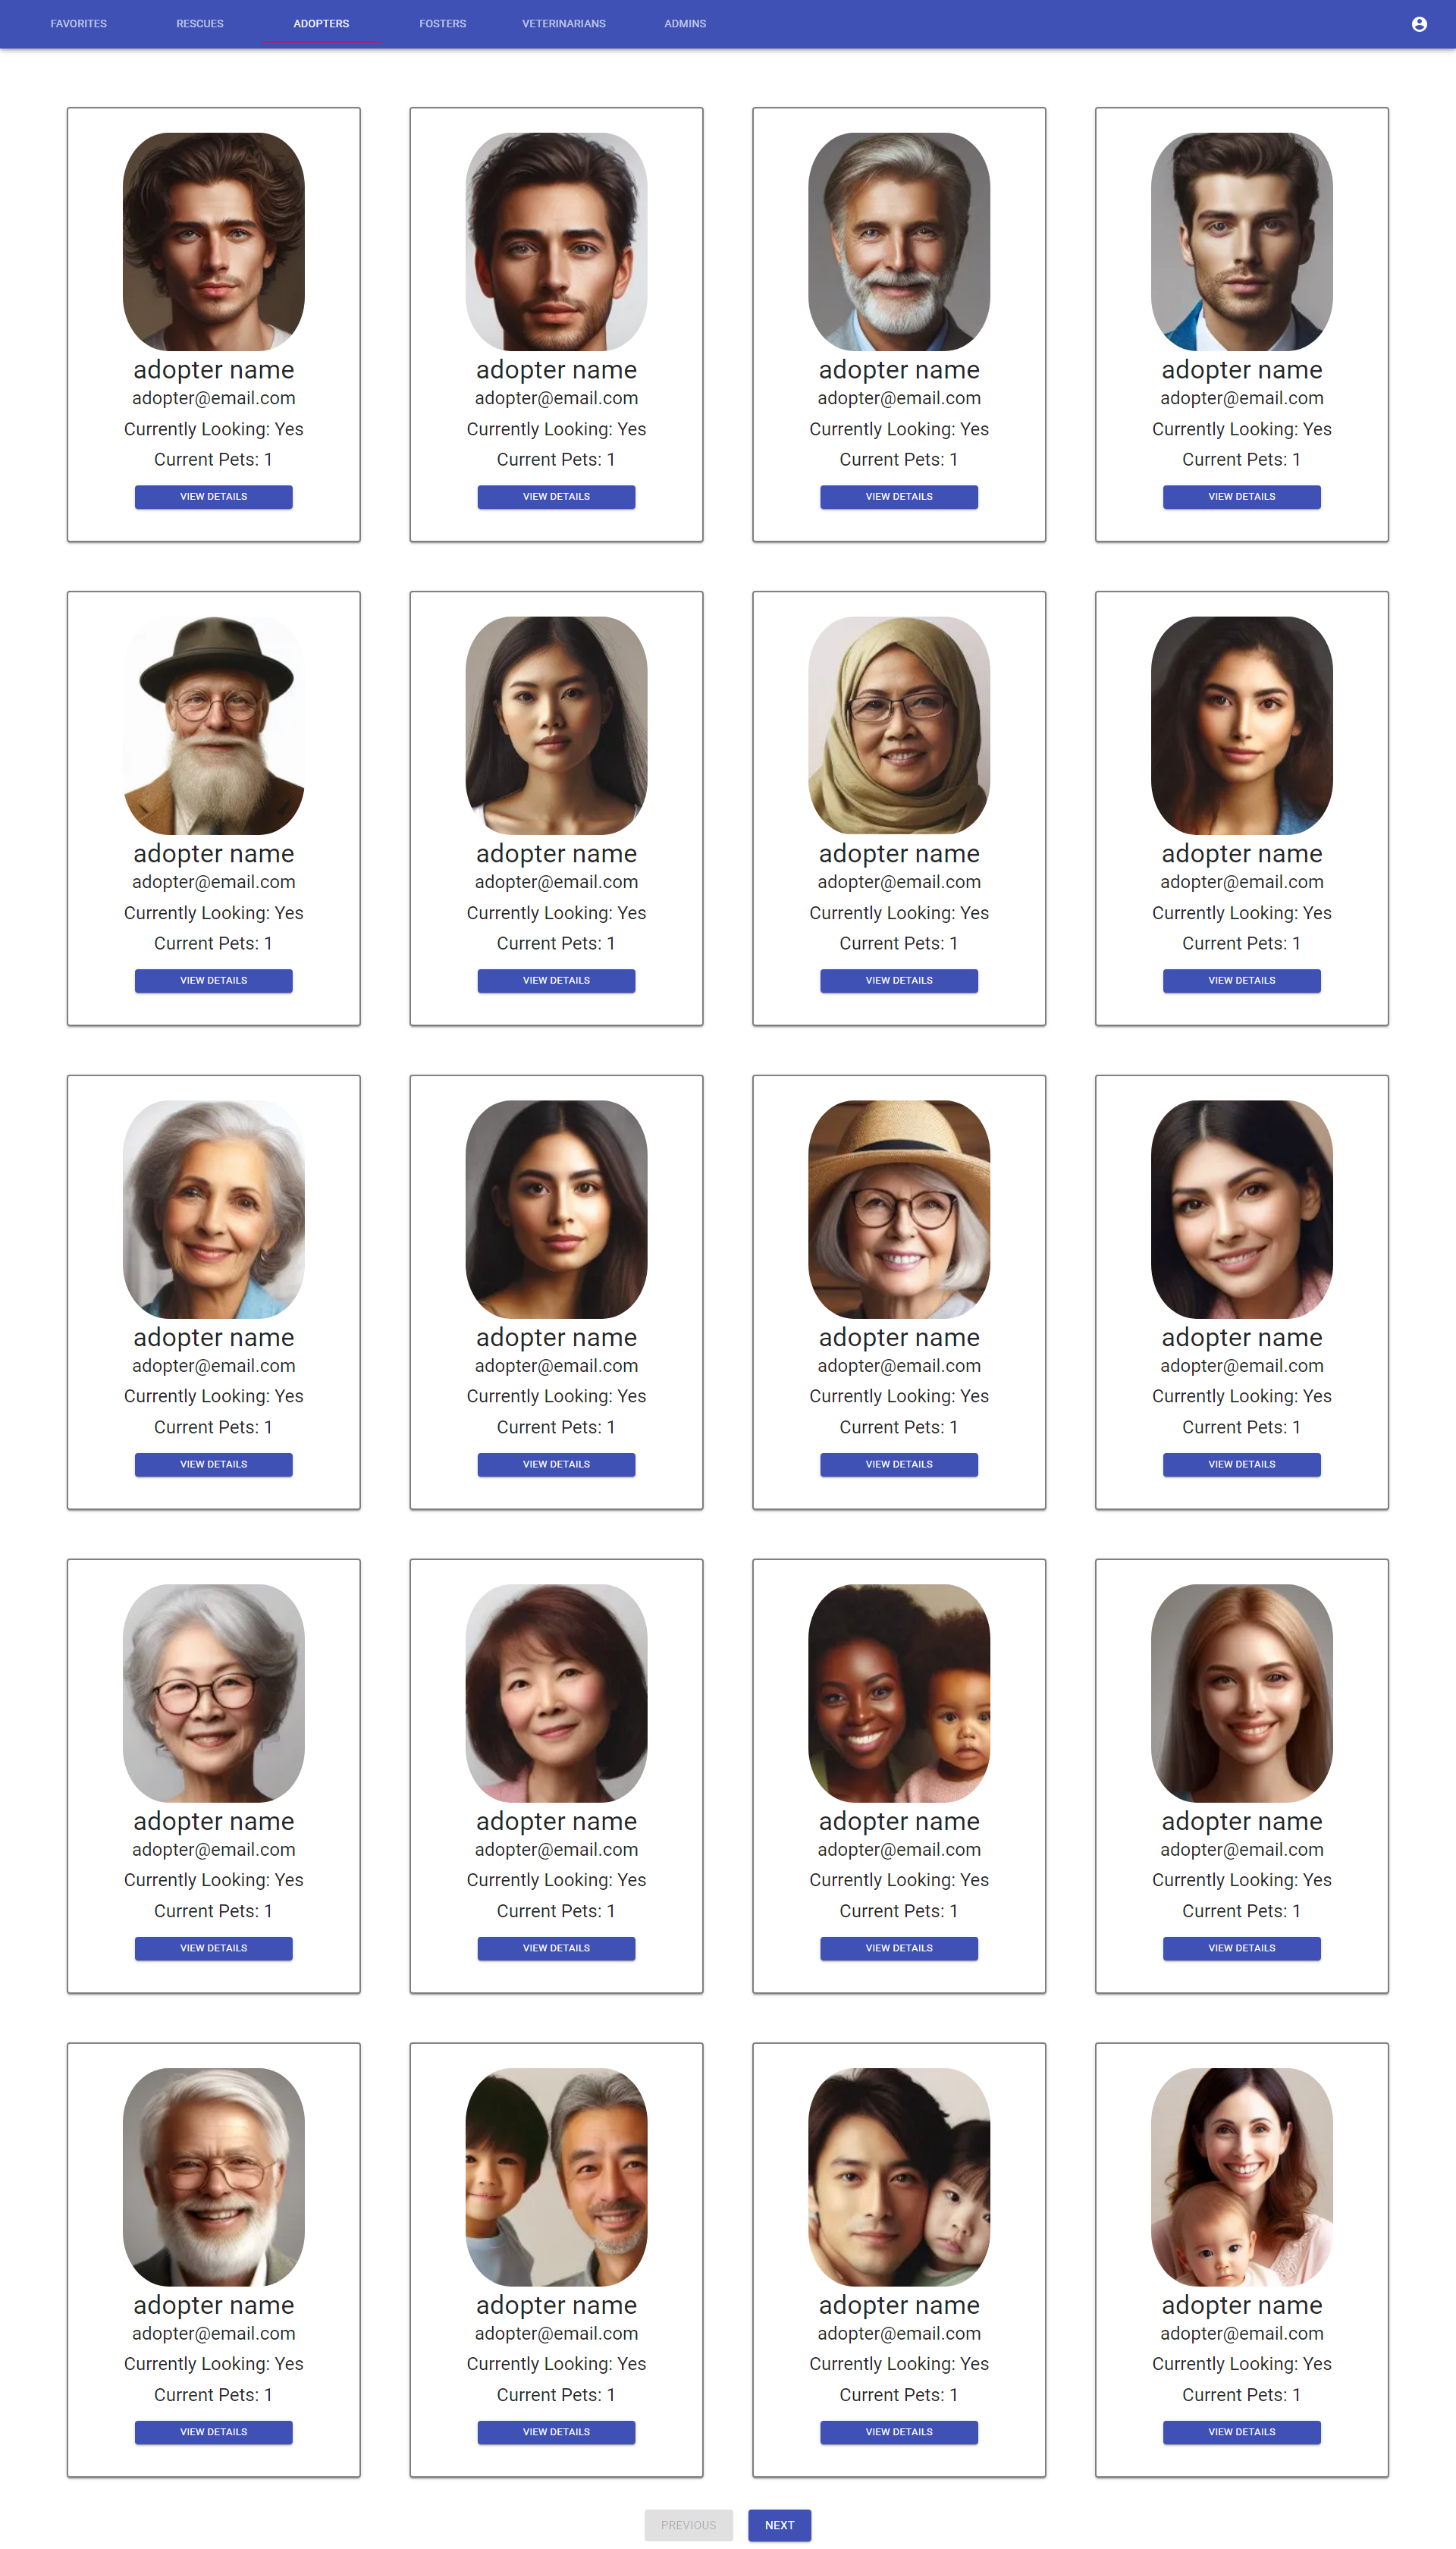 FAVORITES RESCUES ADOPTERS FOSTERS VETERINARIANS ADMINS
adopter name adopter name adopter name adopter name
adopter@email.com adopter@email.com adopter@email.com adopter@email.com
Currently Looking: Yes Currently Looking: Yes Currently Looking: Yes Currently Looking: Yes
Current Pets: 1 Current Pets: 1 Current Pets: 1 Current Pets: 1
VIEW DETAILS VIEW DETAILS VIEW DETAILS VIEW DETAILS
adopter name adopter name adopter name adopter name
adopter@email.com adopter@email.com adopter@email.com adopter@email.com
Currently Looking: Yes Currently Looking: Yes Currently Looking: Yes Currently Looking: Yes
Current Pets: 1 Current Pets: 1 Current Pets: 1 Current Pets: 1
VIEW DETAILS VIEW DETAILS VIEW DETAILS VIEW DETAILS
adopter name adopter name adopter name adopter name
adopter@email.com adopter@email.com adopter@email.com adopter@email.com
Currently Looking: Yes Currently Looking: Yes Currently Looking: Yes Currently Looking: Yes
Current Pets: 1 Current Pets: 1 Current Pets: 1 Current Pets: 1
VIEW DETAILS VIEW DETAILS VIEW DETAILS VIEW DETAILS
adopter name adopter name adopter name adopter name
adopter@email.com adopter@email.com adopter@email.com adopter@email.com
Currently Looking: Yes Currently Looking: Yes Currently Looking: Yes Currently Looking: Yes
Current Pets: 1 Current Pets: 1 Current Pets: 1 Current Pets: 1
VIEW DETAILS VIEW DETAILS VIEW DETAILS VIEW DETAILS
adopter name adopter name adopter name adopter name
adopter@email.com adopter@email.com adopter@email.com adopter@email.com
Currently Looking: Yes Currently Looking: Yes Currently Looking: Yes Currently Looking: Yes
Current Pets: 1 Current Pets: 1 Current Pets: 1 Current Pets: 1
VIEW DETAILS VIEW DETAILS VIEW DETAILS VIEW DETAILS
PREVIOUS NEXT